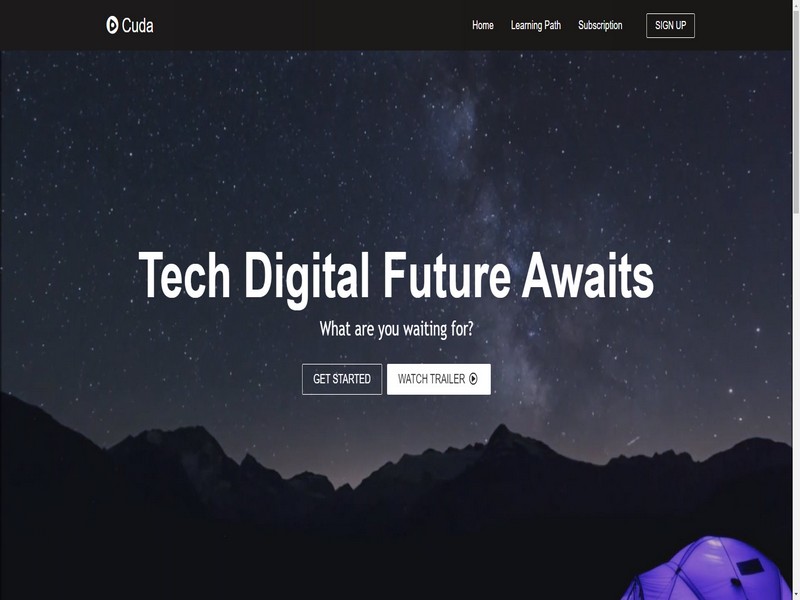 Cuda
Home Learning Path Subscription SIGN UP
Tech Digital Future Awaits
What are you waiting for?
GET STARTED WATCH TRAILER